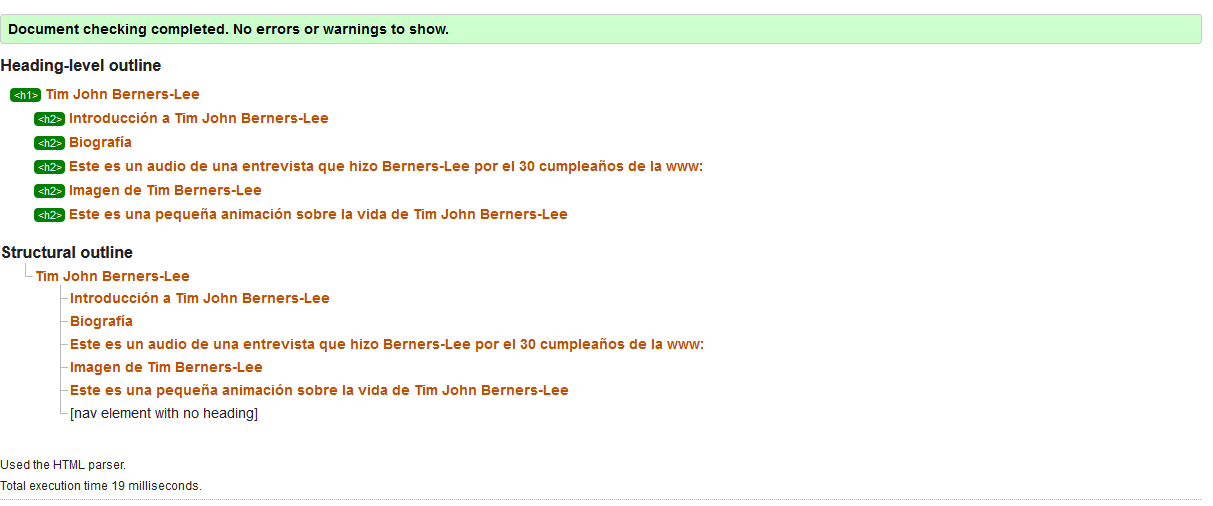 Document checking completed. No errors or warnings to show.
Heading-level outline
<h1> Tim John Berners-Lee
<h2> Introducción a Tim John Berners-Lee
<h2> Biografía
<h2> Este es un audio de una entrevista que hizo Berners-Lee por el 30 cumpleaños de la www:
<h2> Imagen de Tim Berners-Lee
<h2> Este es una pequeña animación sobre la vida de Tim John Berners-Lee
Structural outline
Tim John Berners-Lee
Introducción a Tim John Berners-Lee
Biografía
Este es un audio de una entrevista que hizo Berners-Lee por el 30 cumpleaños de la www:
Imagen de Tim Berners-Lee
Este es una pequeña animación sobre la vida de Tim John Berners-Lee
[nav element with no heading]
Used the HTML parser.
Total execution time 19 milliseconds.